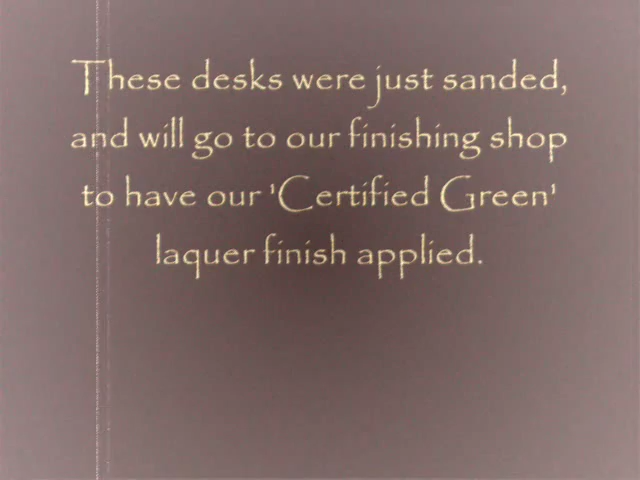 These desks were just sanded,
and will go to our finishing shop
to have our 'Certified Green'
laquer finish applied.